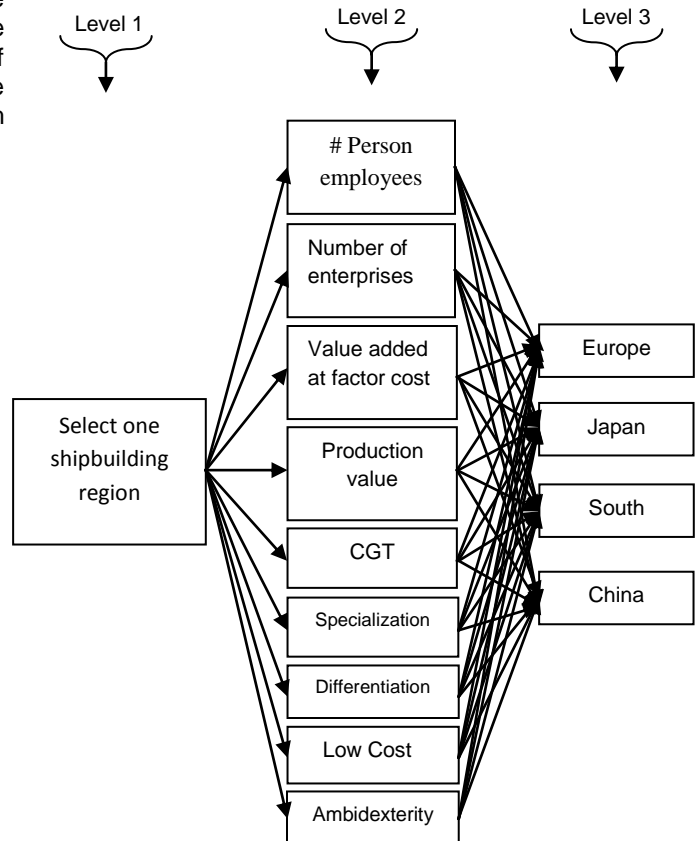 Level 1
Level 2
Level 3
# Person
employees
Number of
enterprises
Value added
at factor cost
Production
value
CGT
Specialization
Differentiation
Low Cost
Ambidexterity
Select one
shipbuilding
region
Europe
Japan
South
China